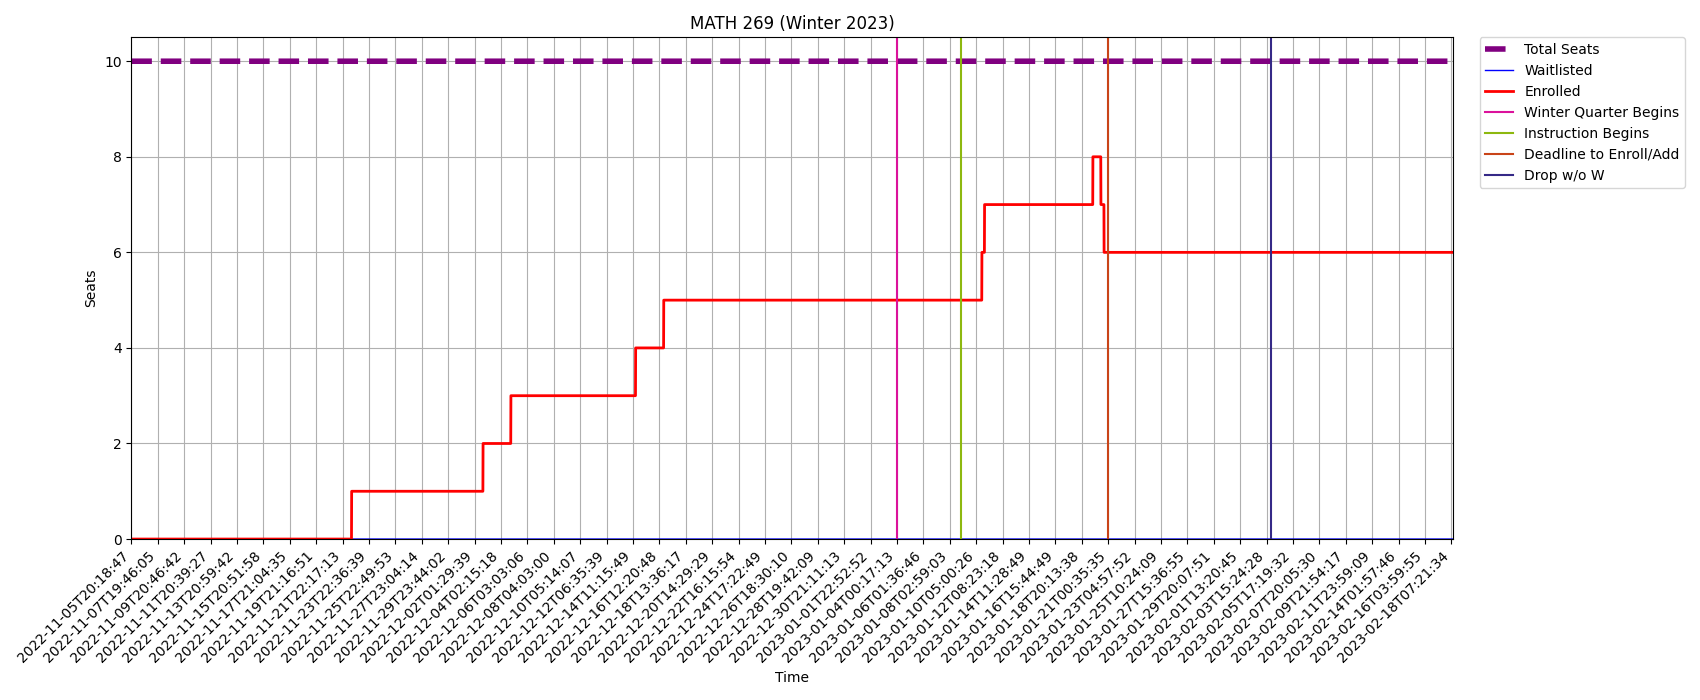 MATH 269 (Winter 2023)
Total Seats
Waitlisted
Enrolled
Winter Quarter Begins
Instruction Begins
Deadline to Enroll/Add
Drop w/o W
10
8
6
4
2
0
Seats
2022-11-05T20:18:47
2022-11-07T19:46:05
2022-11-09T20:46:42
2022-11-11T20:39:27
2022-11-13T20:59:42
2022-11-15T20:51:58
2022-11-17T21:04:35
2022-11-19T21:16:51
2022-11-21T22:17:13
2022-11-23T22:36:39
2022-11-25T22:49:53
2022-11-27T23:04:14
2022-11-29T23:44:02
2022-12-02T01:29:39
2022-12-04T02:15:18
2022-12-06T03:03:06
2022-12-08T04:03:00
2022-12-10T05:14:07
2022-12-12T06:35:39
2022-12-14T11:15:49
2022-12-16T12:20:48
2022-12-18T13:36:17
2022-12-20T14:29:29
2022-12-22T16:15:54
2022-12-24T17:22:49
2022-12-26T18:30:10
2022-12-28T19:42:09
2022-12-30T21:11:13
2023-01-01T22:52:52
2023-01-04T00:17:13
2023-01-06T01:36:46
2023-01-08T02:59:03
2023-01-10T05:00:26
2023-01-12T08:23:18
2023-01-14T11:28:49
2023-01-16T15:44:49
2023-01-18T20:13:38
2023-01-21T00:35:35
2023-01-23T04:57:52
2023-01-25T10:24:09
2023-01-27T15:36:55
2023-01-29T20:07:51
2023-02-01T13:20:45
2023-02-03T15:24:28
2023-02-05T17:19:32
2023-02-07T20:05:30
2023-02-09T21:54:17
2023-02-11T23:59:09
2023-02-14T01:57:46
2023-02-16T03:59:55
2023-02-18T07:21:34
Time